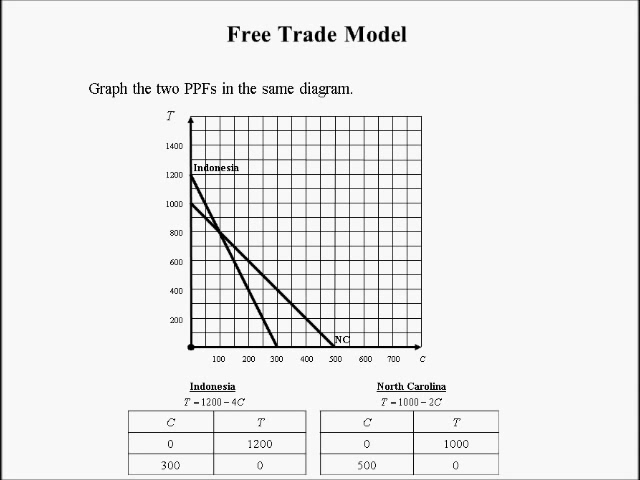 Free Trade Model
Graph the two PPFs in the same diagram.
T
1400
Indonesia
1200
1000
800
600
400
200
NC
100 200 300 400 500 600 700 C
Indonesia
T = 1200 − 4C
C T
0 1200
300 0
North Carolina
T = 1000 − 2C
C T
0 1000
500 0